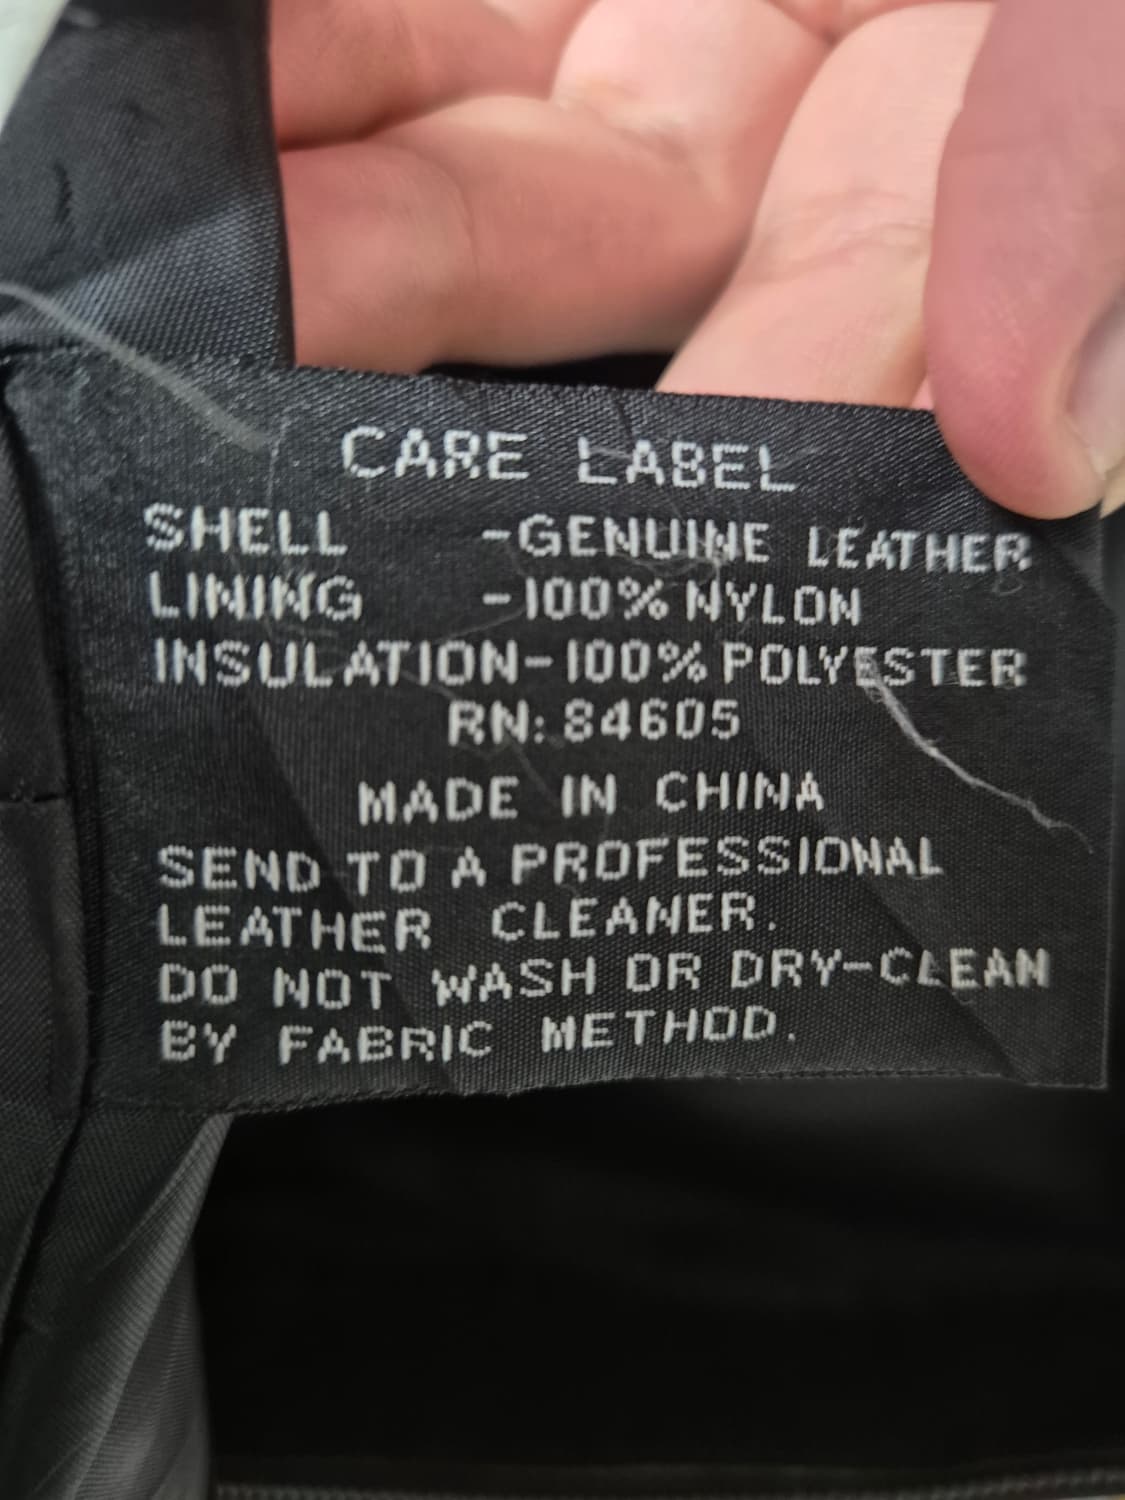 CARE LABEL
SHELL -GENUINE LEATHER
LINING -100% NYLON
INSULATION-100% POLYESTER
RN: 84605
MADE IN CHINA
SEND TO A PROFESSIONAL
LEATHER CLEANER.
DO NOT WASH OR DRY-CLEAN
BY FABRIC METHOD.